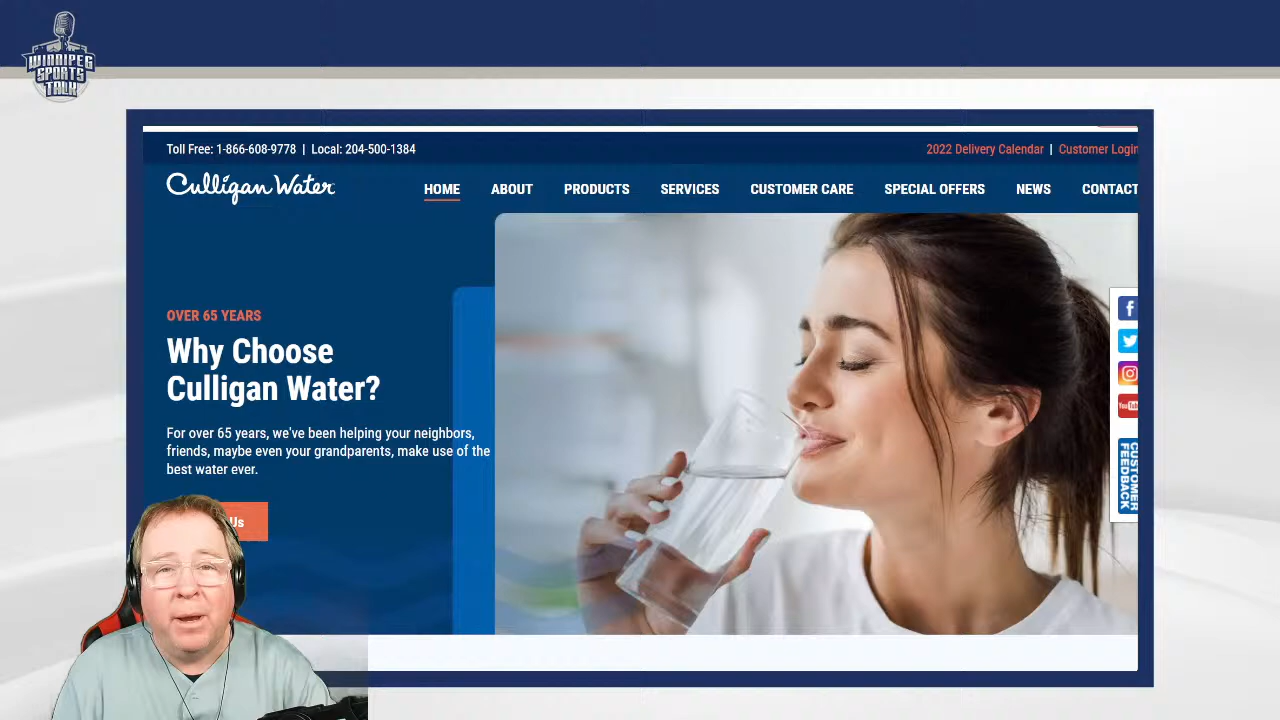 WINNIPEG
SPORTS
TALK
Toll Free: 1-866-608-9778 | Local: 204-500-1384
2022 Delivery Calendar | Customer Login
Culligan Water
HOME ABOUT PRODUCTS SERVICES CUSTOMER CARE SPECIAL OFFERS NEWS CONTACT
OVER 65 YEARS
Why Choose
Culligan Water?
For over 65 years, we've been helping your neighbors,
friends, maybe even your grandparents, make use of the
best water ever.
Us
You Tub
CUSTOMER
FEEDBACK